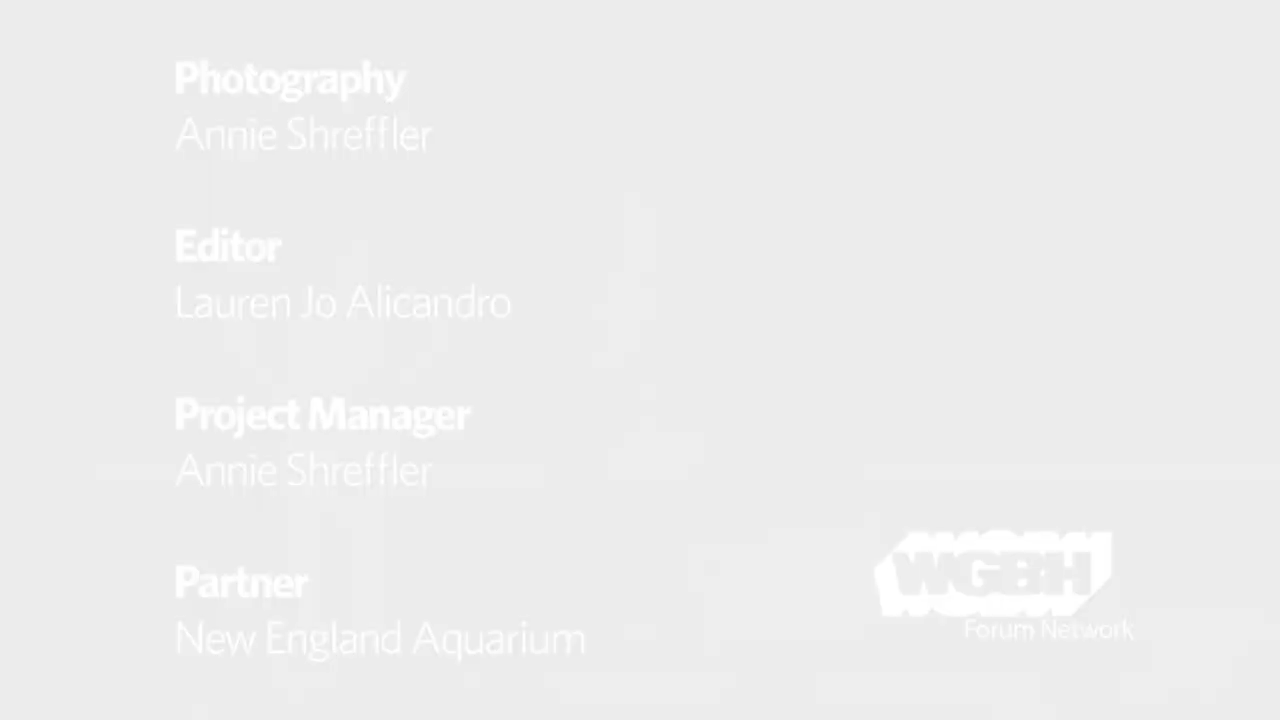 Photography
Annie Shreffler
Editor
Lauren Jo Alicandro
Project Manager
Annie Shreffler
Partner
New England Aquarium
WGBH
Forum Network